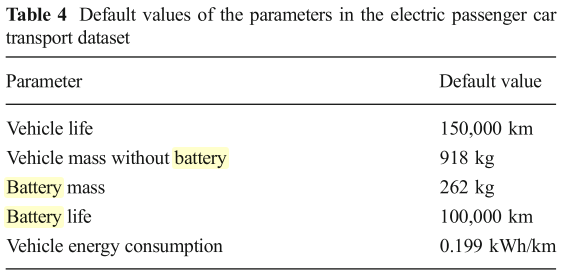 Table 4 Default values of the parameters in the electric passenger car
transport dataset
Parameter Default value
Vehicle life 150,000 km
Vehicle mass without battery 918 kg
Battery mass 262 kg
Battery life 100,000 km
Vehicle energy consumption 0.199 kWh/km